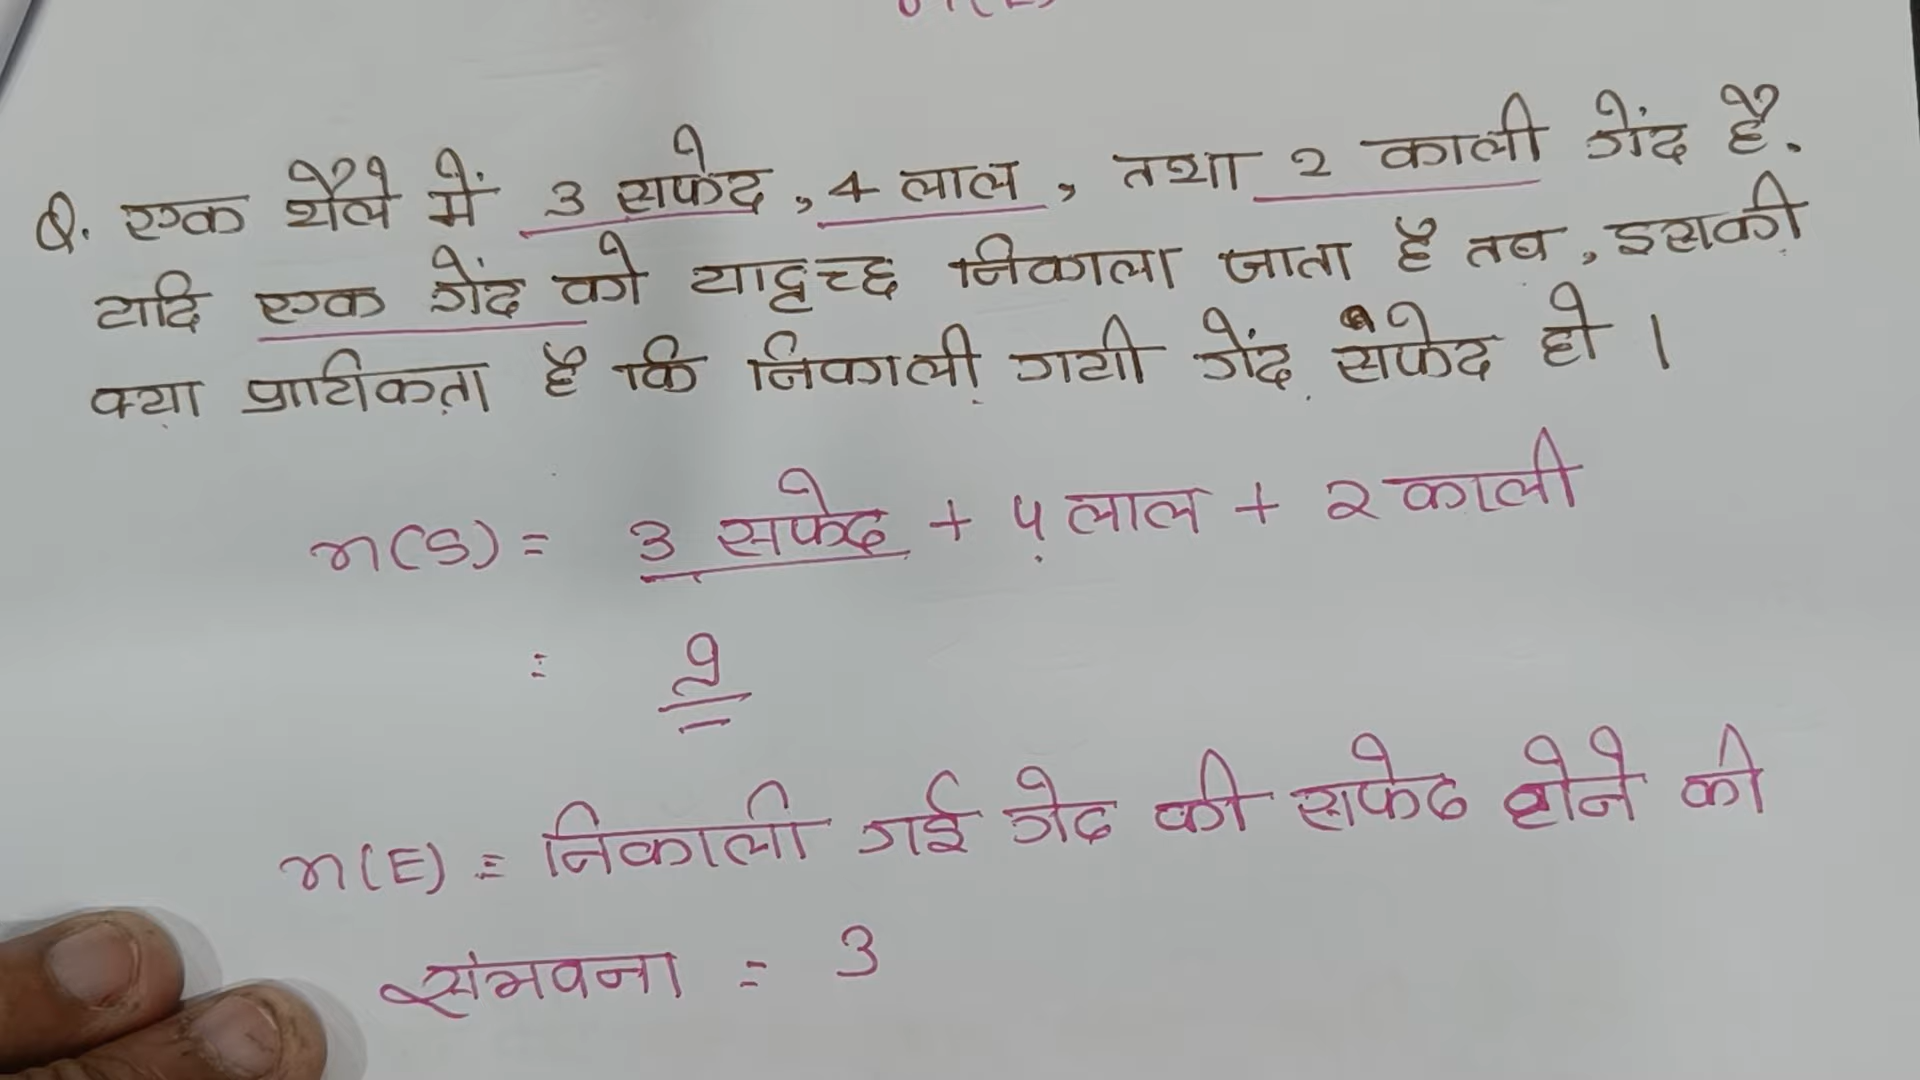 Q. एक थैले में 3 सफेद, 4 लाल, तथा 2 काली गेंद है.
यदि एक गेंद को यादृच्छ निकाला जाता है तब, इसकी
क्या प्रायिकता है कि निकाली गयी गेंद सफेद हो ।
n(S) = 3 सफेद + 4 लाल + 2 काली
= 9
n(E) = निकाली गई गेद की सफेद होने की
संभवना = 3